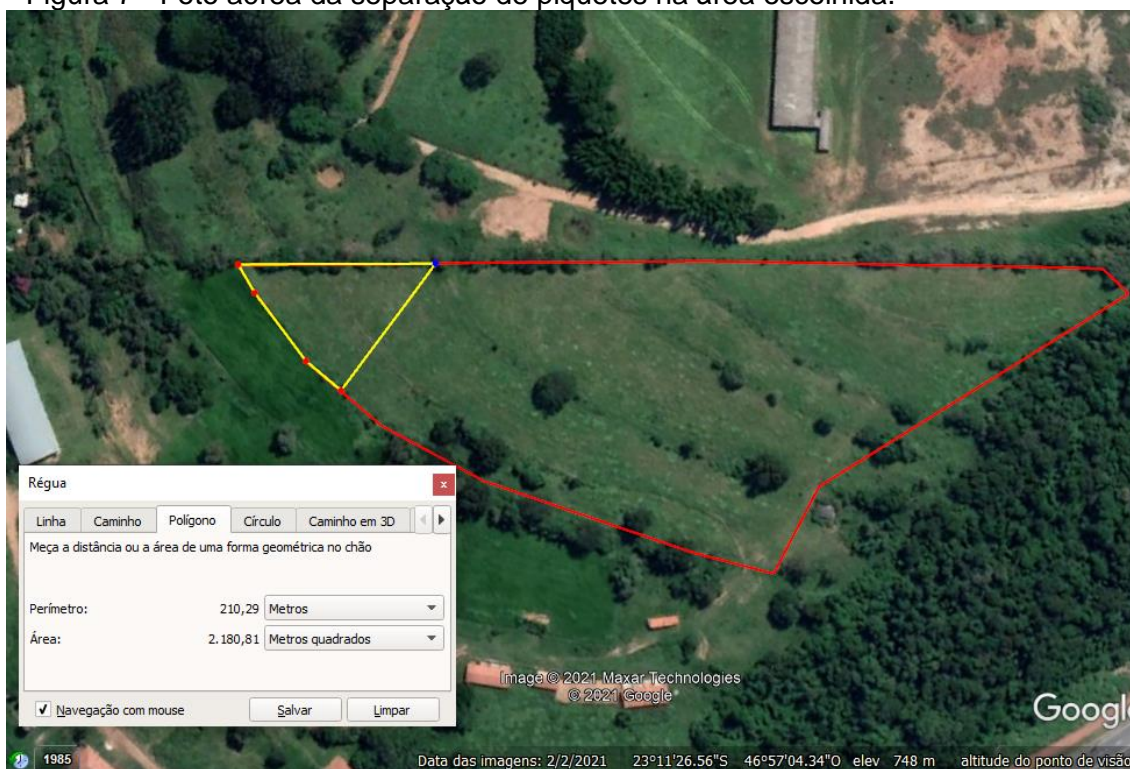 Figura 7 - Foto aérea da separação de piquetes na área escolhida.
Régua
Linha Caminho Polígono Círculo Caminho em 3D
Meça a distância ou a área de uma forma geométrica no chão
Perímetro: 210,29 Metros
Área: 2.180,81 Metros quadrados
Navegação com mouse Salvar Limpar
Image © 2021 Maxar Technologies
© 2021 Google
Google
1985 Data das imagens: 2/2/2021 23°11'26.56"S 46°57'04.34"O elev 748 m altitude do ponto de visão